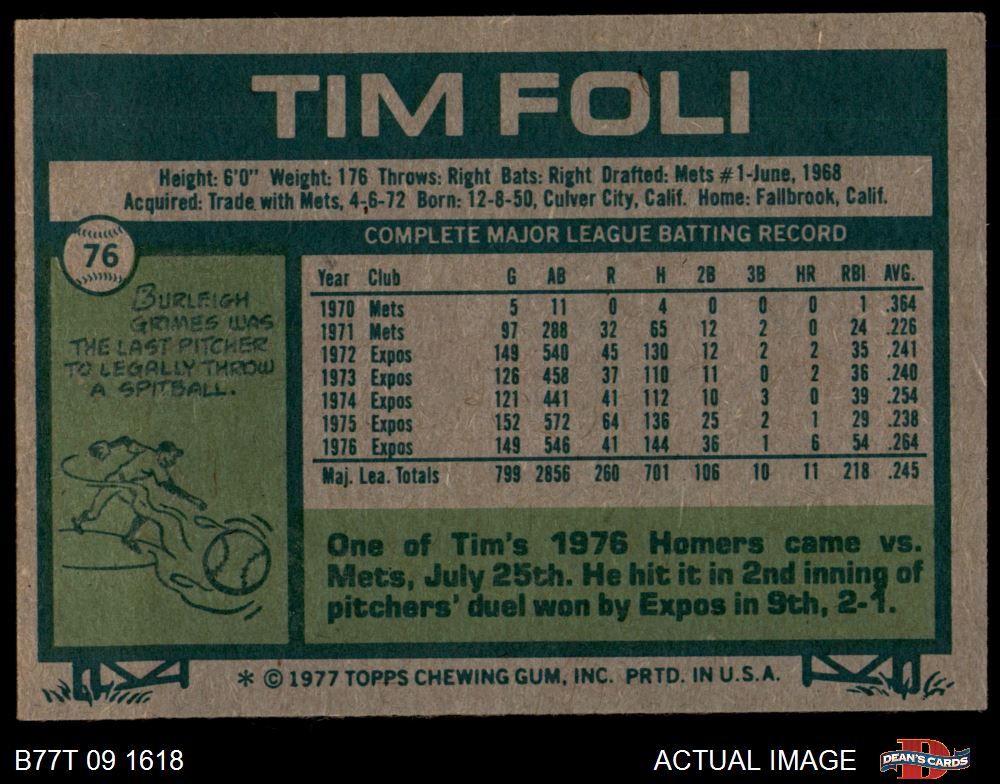 TIM FOLI
Height: 6'0" Weight: 176 Throws: Right Bats: Right Drafted: Mets #1-June, 1968
Acquired: Trade with Mets, 4-6-72 Born: 12-8-50, Culver City, Calif. Home: Fallbrook, Calif.
76
BURLEIGH
GRIMES WAS
THE LAST PITCHER
TO LEGALLY THROW
A SPITBALL.
COMPLETE MAJOR LEAGUE BATTING RECORD
Year Club G AB R H 2B 3B HR RBI AVG.
1970 Mets 5 11 0 4 0 0 0 1 .364
1971 Mets 97 288 32 65 12 2 0 24 .226
1972 Expos 149 540 45 130 12 2 2 35 .241
1973 Expos 126 458 37 110 11 0 2 36 .240
1974 Expos 121 441 41 112 10 3 0 39 .254
1975 Expos 152 572 64 136 25 2 1 29 .238
1976 Expos 149 546 41 144 36 1 6 54 .264
Maj. Lea. Totals 799 2856 260 701 106 10 11 218 .245
One of Tim's 1976 Homers came vs.
Mets, July 25th. He hit it in 2nd inning of
pitchers' duel won by Expos in 9th, 2-1.
* © 1977 TOPPS CHEWING GUM, INC. PRTD. IN U.S.A.
B77T 09 1618
ACTUAL IMAGE
D
DEAN'S CARDS